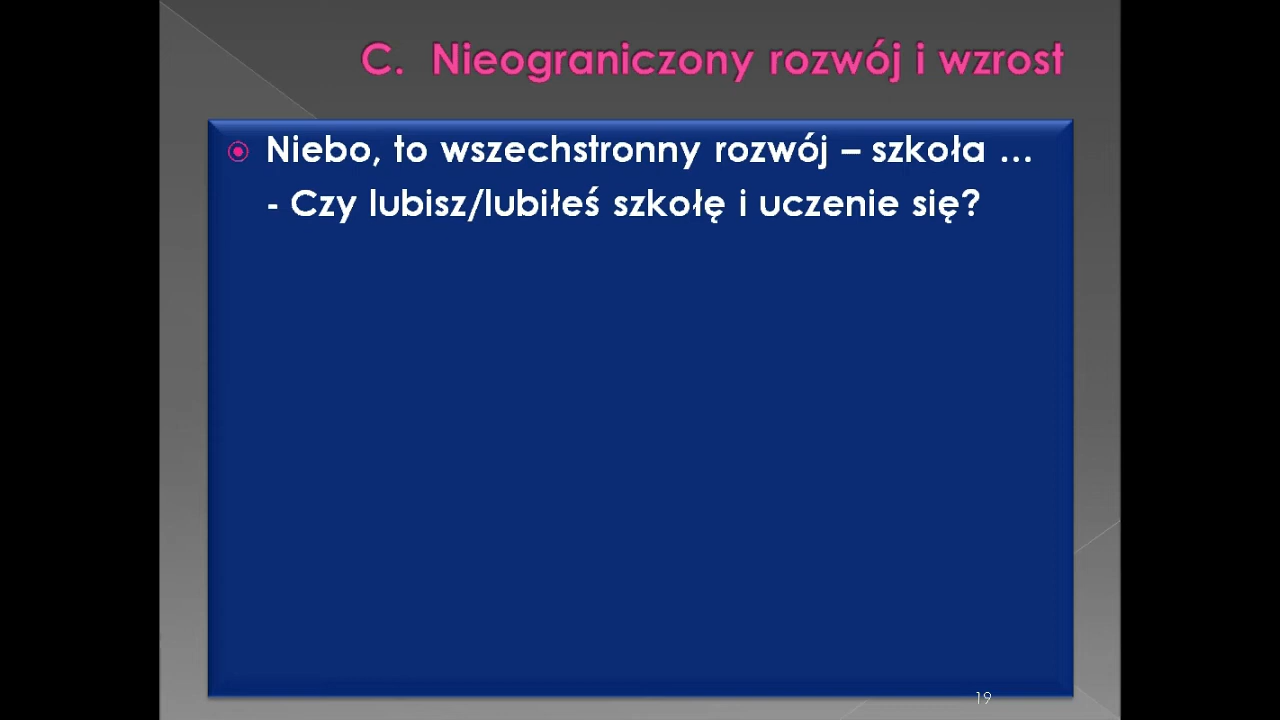 C. Nieograniczony rozwój i wzrost
Niebo, to wszechstronny rozwój – szkoła ...
- Czy lubisz/lubiłeś szkołę i uczenie się?
19